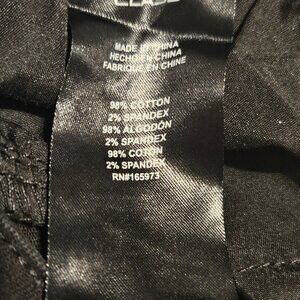 MADE IN CHINA
HECHO EN CHINA
FABRIQUÉ EN CHINE
98% COTTON
2% SPANDEX
98% ALGODON
2% SPANDEX
98% COTON
2% SPANDEX
RN#165973